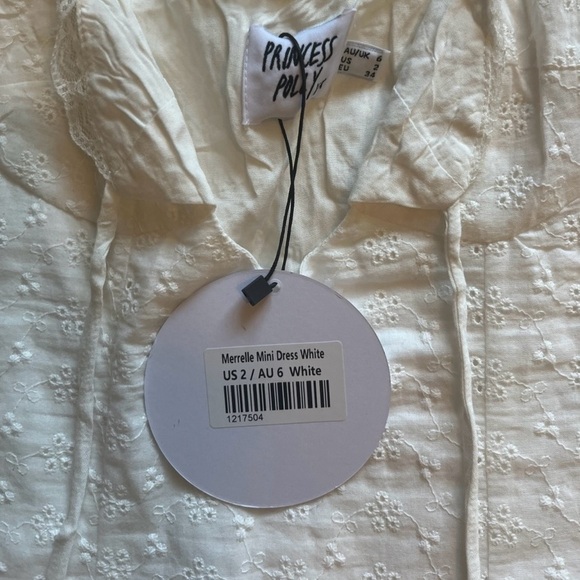 PRINCESS
POLLY
AU/UK 6
US 2
EU 34
Merrelle Mini Dress White
US 2 / AU 6 White
1217504